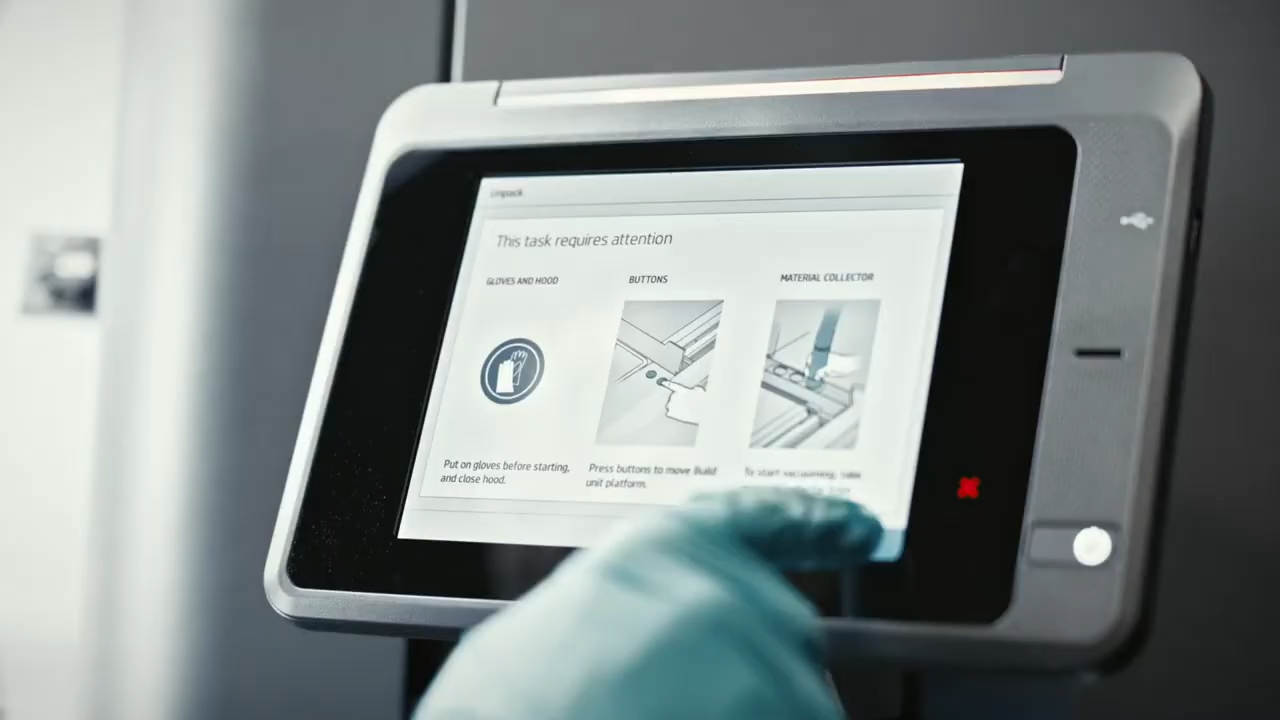 Unpack
This task requires attention
GLOVES AND HOOD
BUTTONS
MATERIAL COLLECTOR
Put on gloves before starting,
and close hood.
Press buttons to move Build
unit platform.
To start vacuuming, take